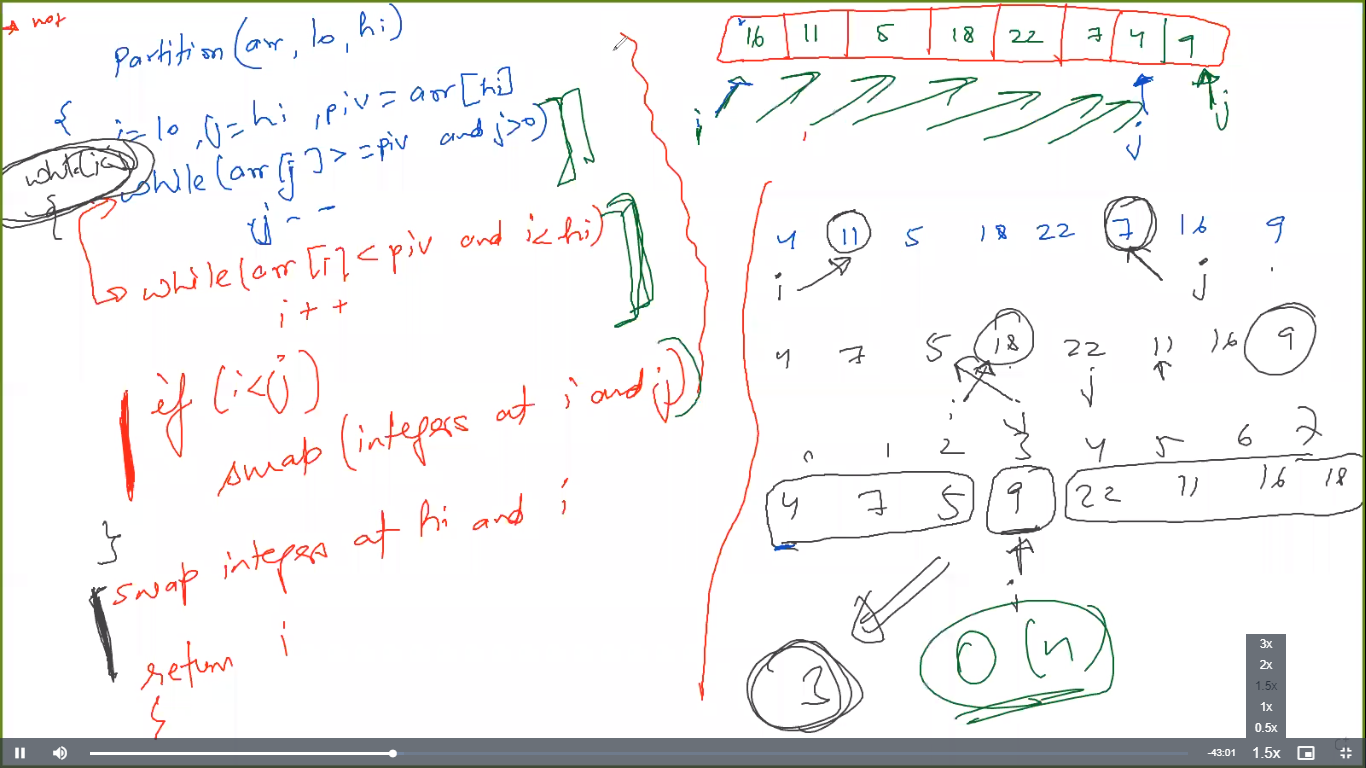 not
Partition (arr, lo, hi)
{ i=lo, j=hi, piv = arr[hi]
while(i<j)
{
while (arr[j] >= piv and j>0)
j--
while (arr[i] < piv and i<hi)
i++
if (i<j)
swap (integers at i and j)
}
swap integers at hi and i
return i
}
16 11 5 18 22 7 4 9
i j j
4 11 5 18 22 7 16 9
i j
4 7 5 18 22 11 16 9
i j j
0 1 2 3 4 5 6 7
4 7 5 9 22 11 16 18
i
3
O(n)
3x
2x
1.5x
1x
0.5x
-43:01 1.5x